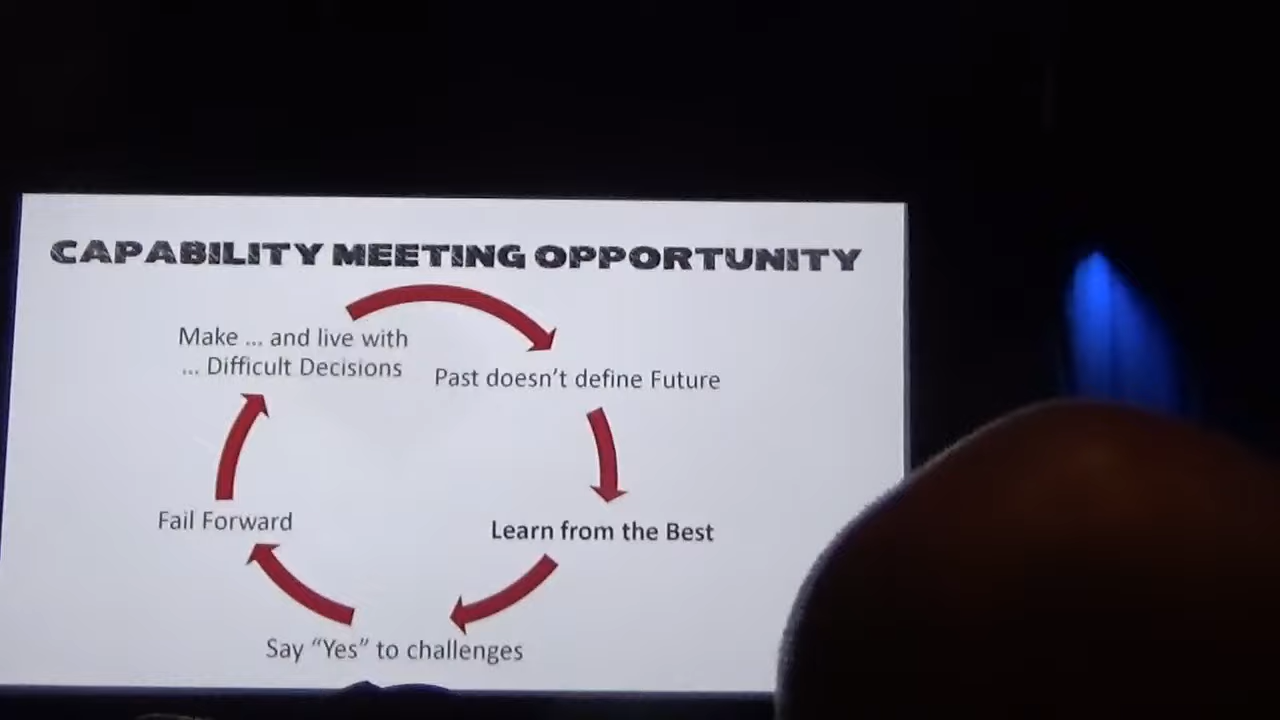 CAPABILITY MEETING OPPORTUNITY
Make ... and live with
... Difficult Decisions
Past doesn't define Future
Learn from the Best
Say “Yes” to challenges
Fail Forward